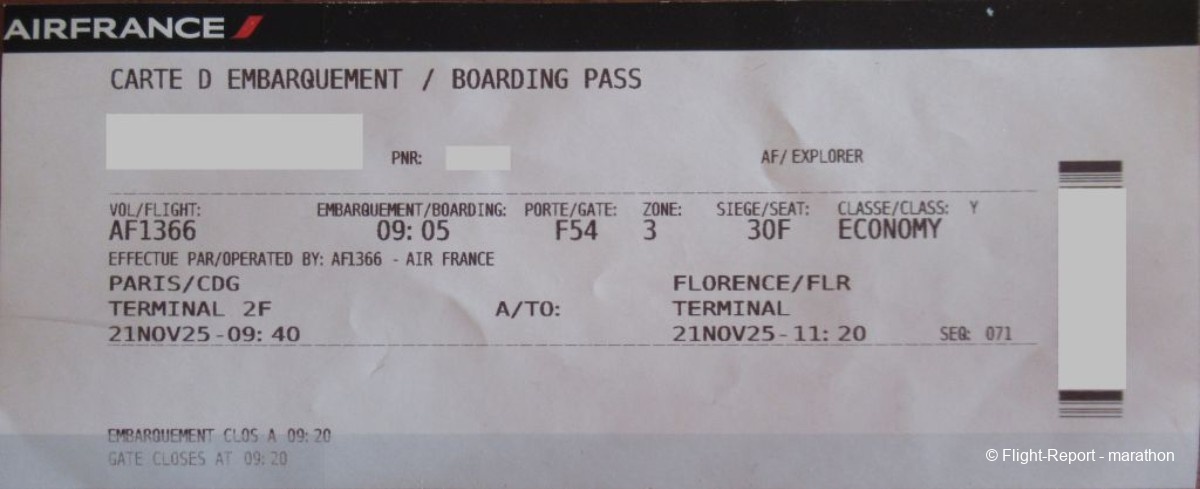 AIRFRANCE
CARTE D EMBARQUEMENT / BOARDING PASS
PNR: AF/ EXPLORER
VOL/FLIGHT: EMBARQUEMENT/BOARDING: PORTE/GATE: ZONE: SIEGE/SEAT: CLASSE/CLASS: Y
AF1366 09:05 F54 3 30F ECONOMY
EFFECTUE PAR/OPERATED BY: AF1366 - AIR FRANCE
PARIS/CDG FLORENCE/FLR
TERMINAL 2F A/TO: TERMINAL
21NOV25-09:40 21NOV25-11:20 SEQ: 071
EMBARQUEMENT CLOS A 09:20
GATE CLOSES AT 09:20
© Flight-Report - marathon